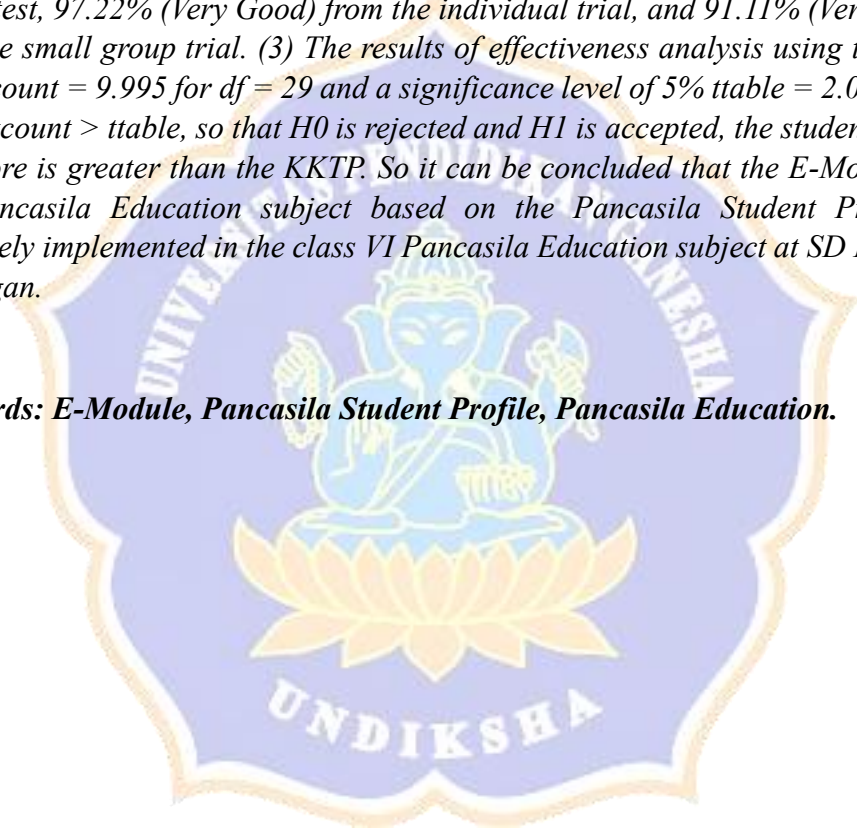 test, 97.22% (Very Good) from the individual trial, and 91.11% (Ver
e small group trial. (3) The results of effectiveness analysis using t
count = 9.995 for df = 29 and a significance level of 5% ttable = 2.0
count > ttable, so that H0 is rejected and H1 is accepted, the studen
ore is greater than the KKTP. So it can be concluded that the E-Mo
ncasila Education subject based on the Pancasila Student P
ely implemented in the class VI Pancasila Education subject at SD
gan.
rds: E-Module, Pancasila Student Profile, Pancasila Education.
UNIVERSITAS PENDIDIKAN GANESHA
UNDIKSHA